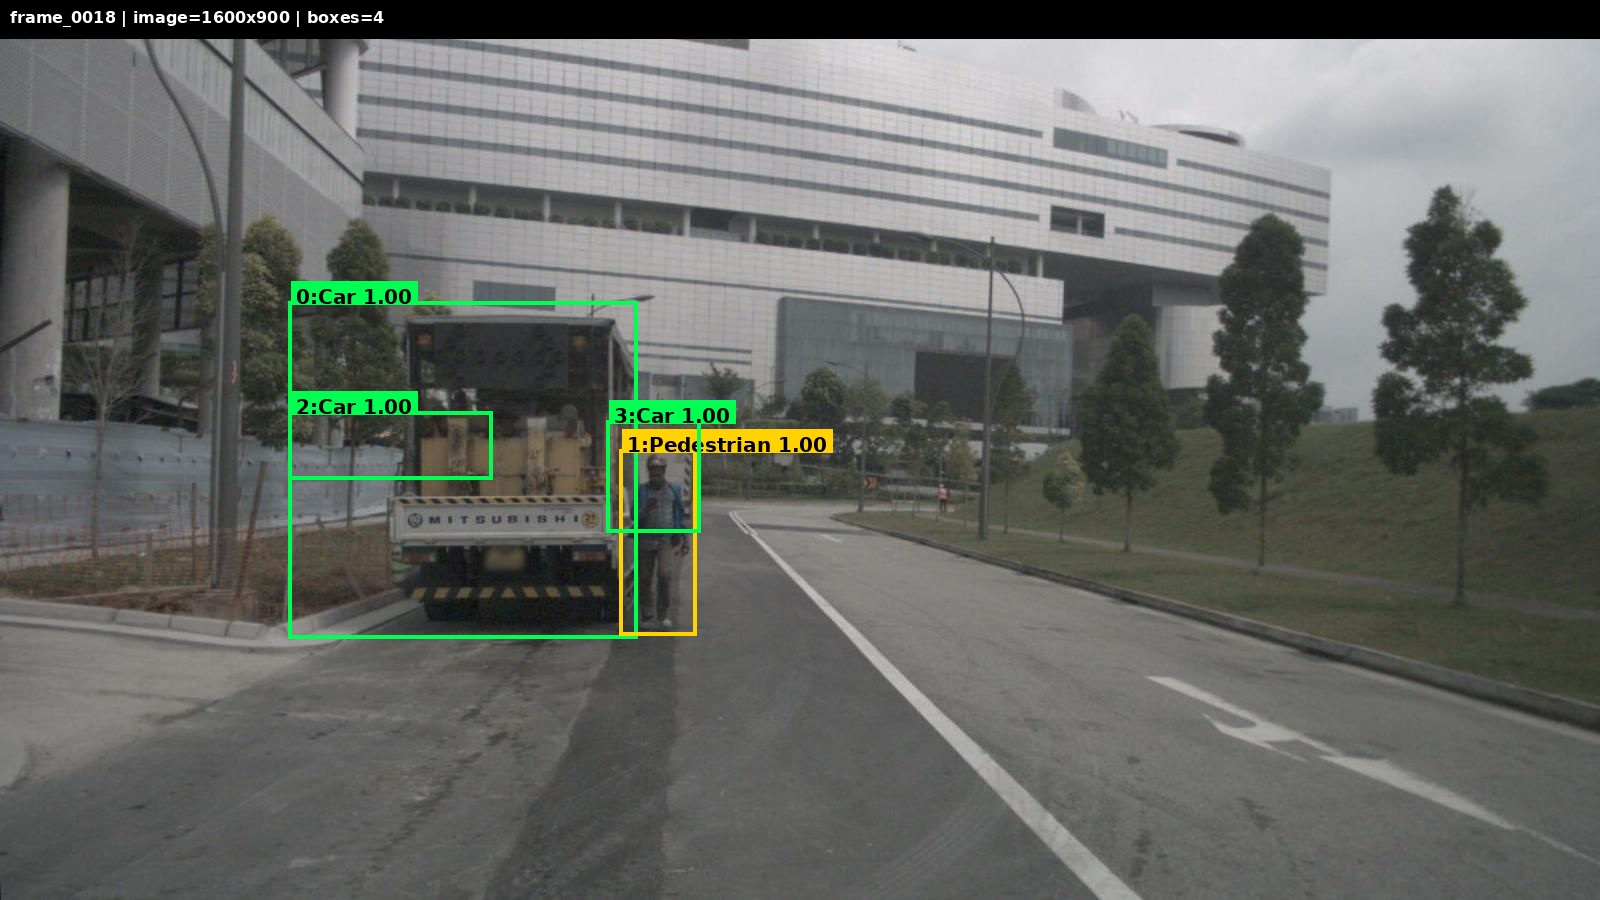 frame_0018 | image=1600x900 | boxes=4
0:Car 1.00
2:Car 1.00
3:Car 1.00
1:Pedestrian 1.00
MITSUBISHI